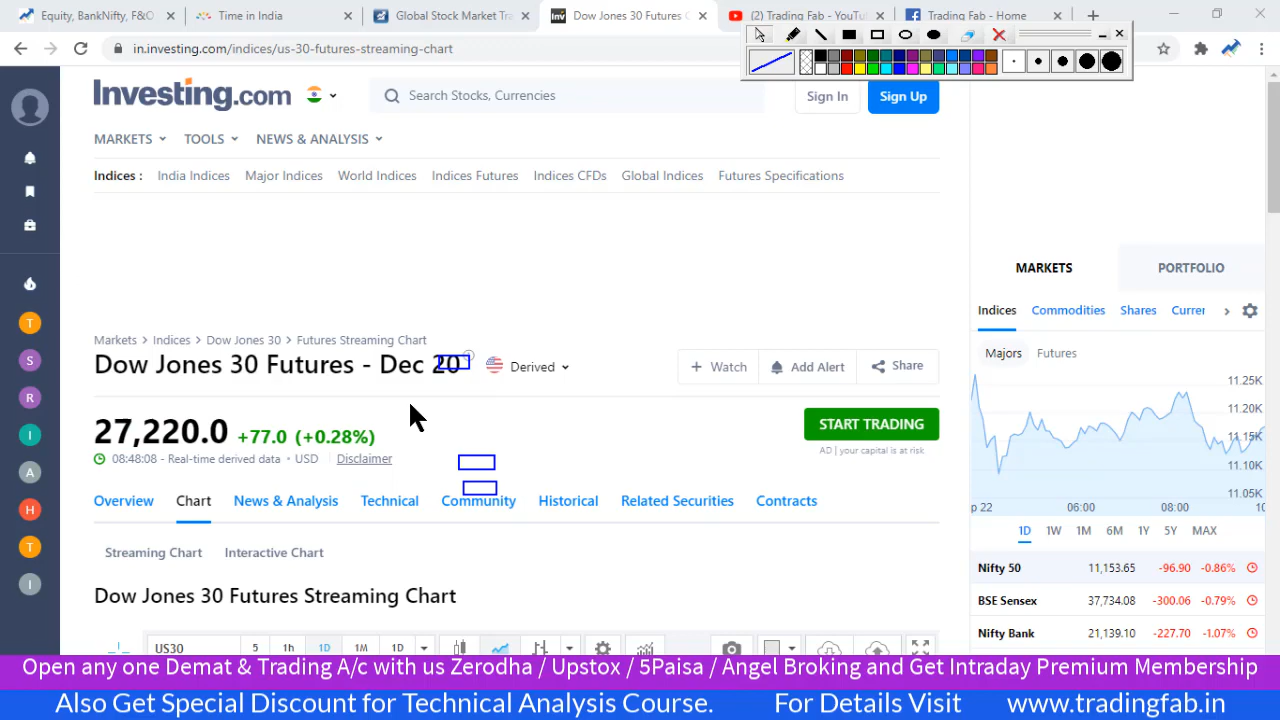 Equity, BankNifty, F&O
Time in India
Global Stock Market Tr
Dow Jones 30 Futures C
(2) Trading Fab - YouTu
Trading Fab - Home
in.investing.com/indices/us-30-futures-streaming-chart
Investing.com
Search Stocks, Currencies
Sign In
Sign Up
MARKETS
TOOLS
NEWS & ANALYSIS
Indices :
India Indices
Major Indices
World Indices
Indices Futures
Indices CFDs
Global Indices
Futures Specifications
MARKETS
PORTFOLIO
Indices
Commodities
Shares
Currer
Majors
Futures
Markets > Indices > Dow Jones 30 > Futures Streaming Chart
Dow Jones 30 Futures - Dec 20
Derived
Watch
Add Alert
Share
27,220.0 +77.0 (+0.28%)
START TRADING
AD | your capital is at risk
08:48:08 - Real-time derived data • USD Disclaimer
Overview
Chart
News & Analysis
Technical
Community
Historical
Related Securities
Contracts
Streaming Chart
Interactive Chart
Dow Jones 30 Futures Streaming Chart
US30
5
1h
1D
1M
1D
11.25K
11.20K
11.15K
11.10K
11.05K
p 22
06:00
08:00
10
1D
1W
1M
6M
1Y
5Y
MAX
Nifty 50 11,153.65 -96.90 -0.86%
BSE Sensex 37,734.08 -300.06 -0.79%
Nifty Bank 21,139.10 -227.70 -1.07%
T
S
R
I
A
H
T
I
Open any one Demat & Trading A/c with us Zerodha / Upstox / 5Paisa / Angel Broking and Get Intraday Premium Membership
Also Get Special Discount for Technical Analysis Course. For Details Visit www.tradingfab.in